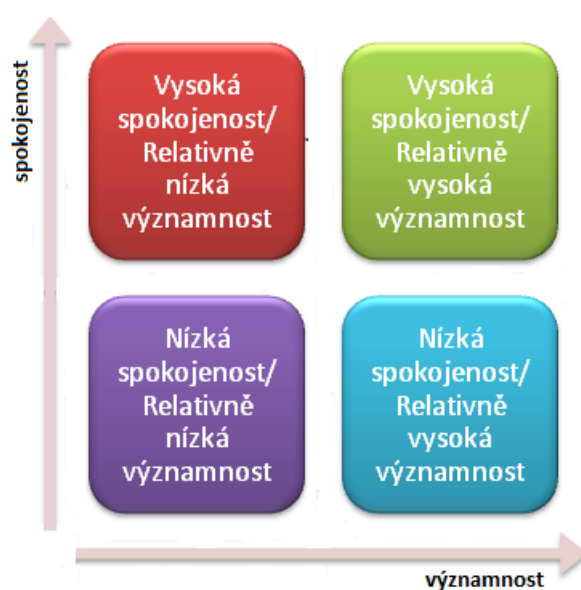 spokojenost
Vysoká
spokojenost/
Relativně
nízká
významnost
Vysoká
spokojenost/
Relativně
vysoká
významnost
Nízká
spokojenost/
Relativně
nízká
významnost
Nízká
spokojenost/
Relativně
vysoká
významnost
významnost